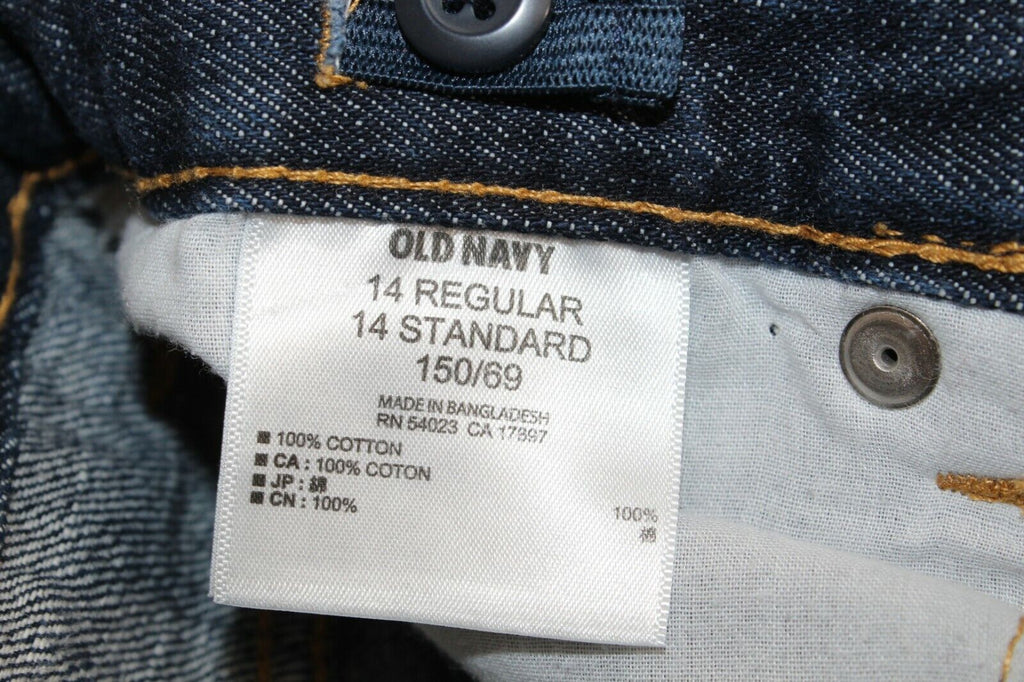 OLD NAVY
14 REGULAR
14 STANDARD
150/69
MADE IN BANGLADESH
RN 54023 CA 17897
100% COTTON
CA : 100% COTON
JP : 綿
CN : 100%
100%
棉